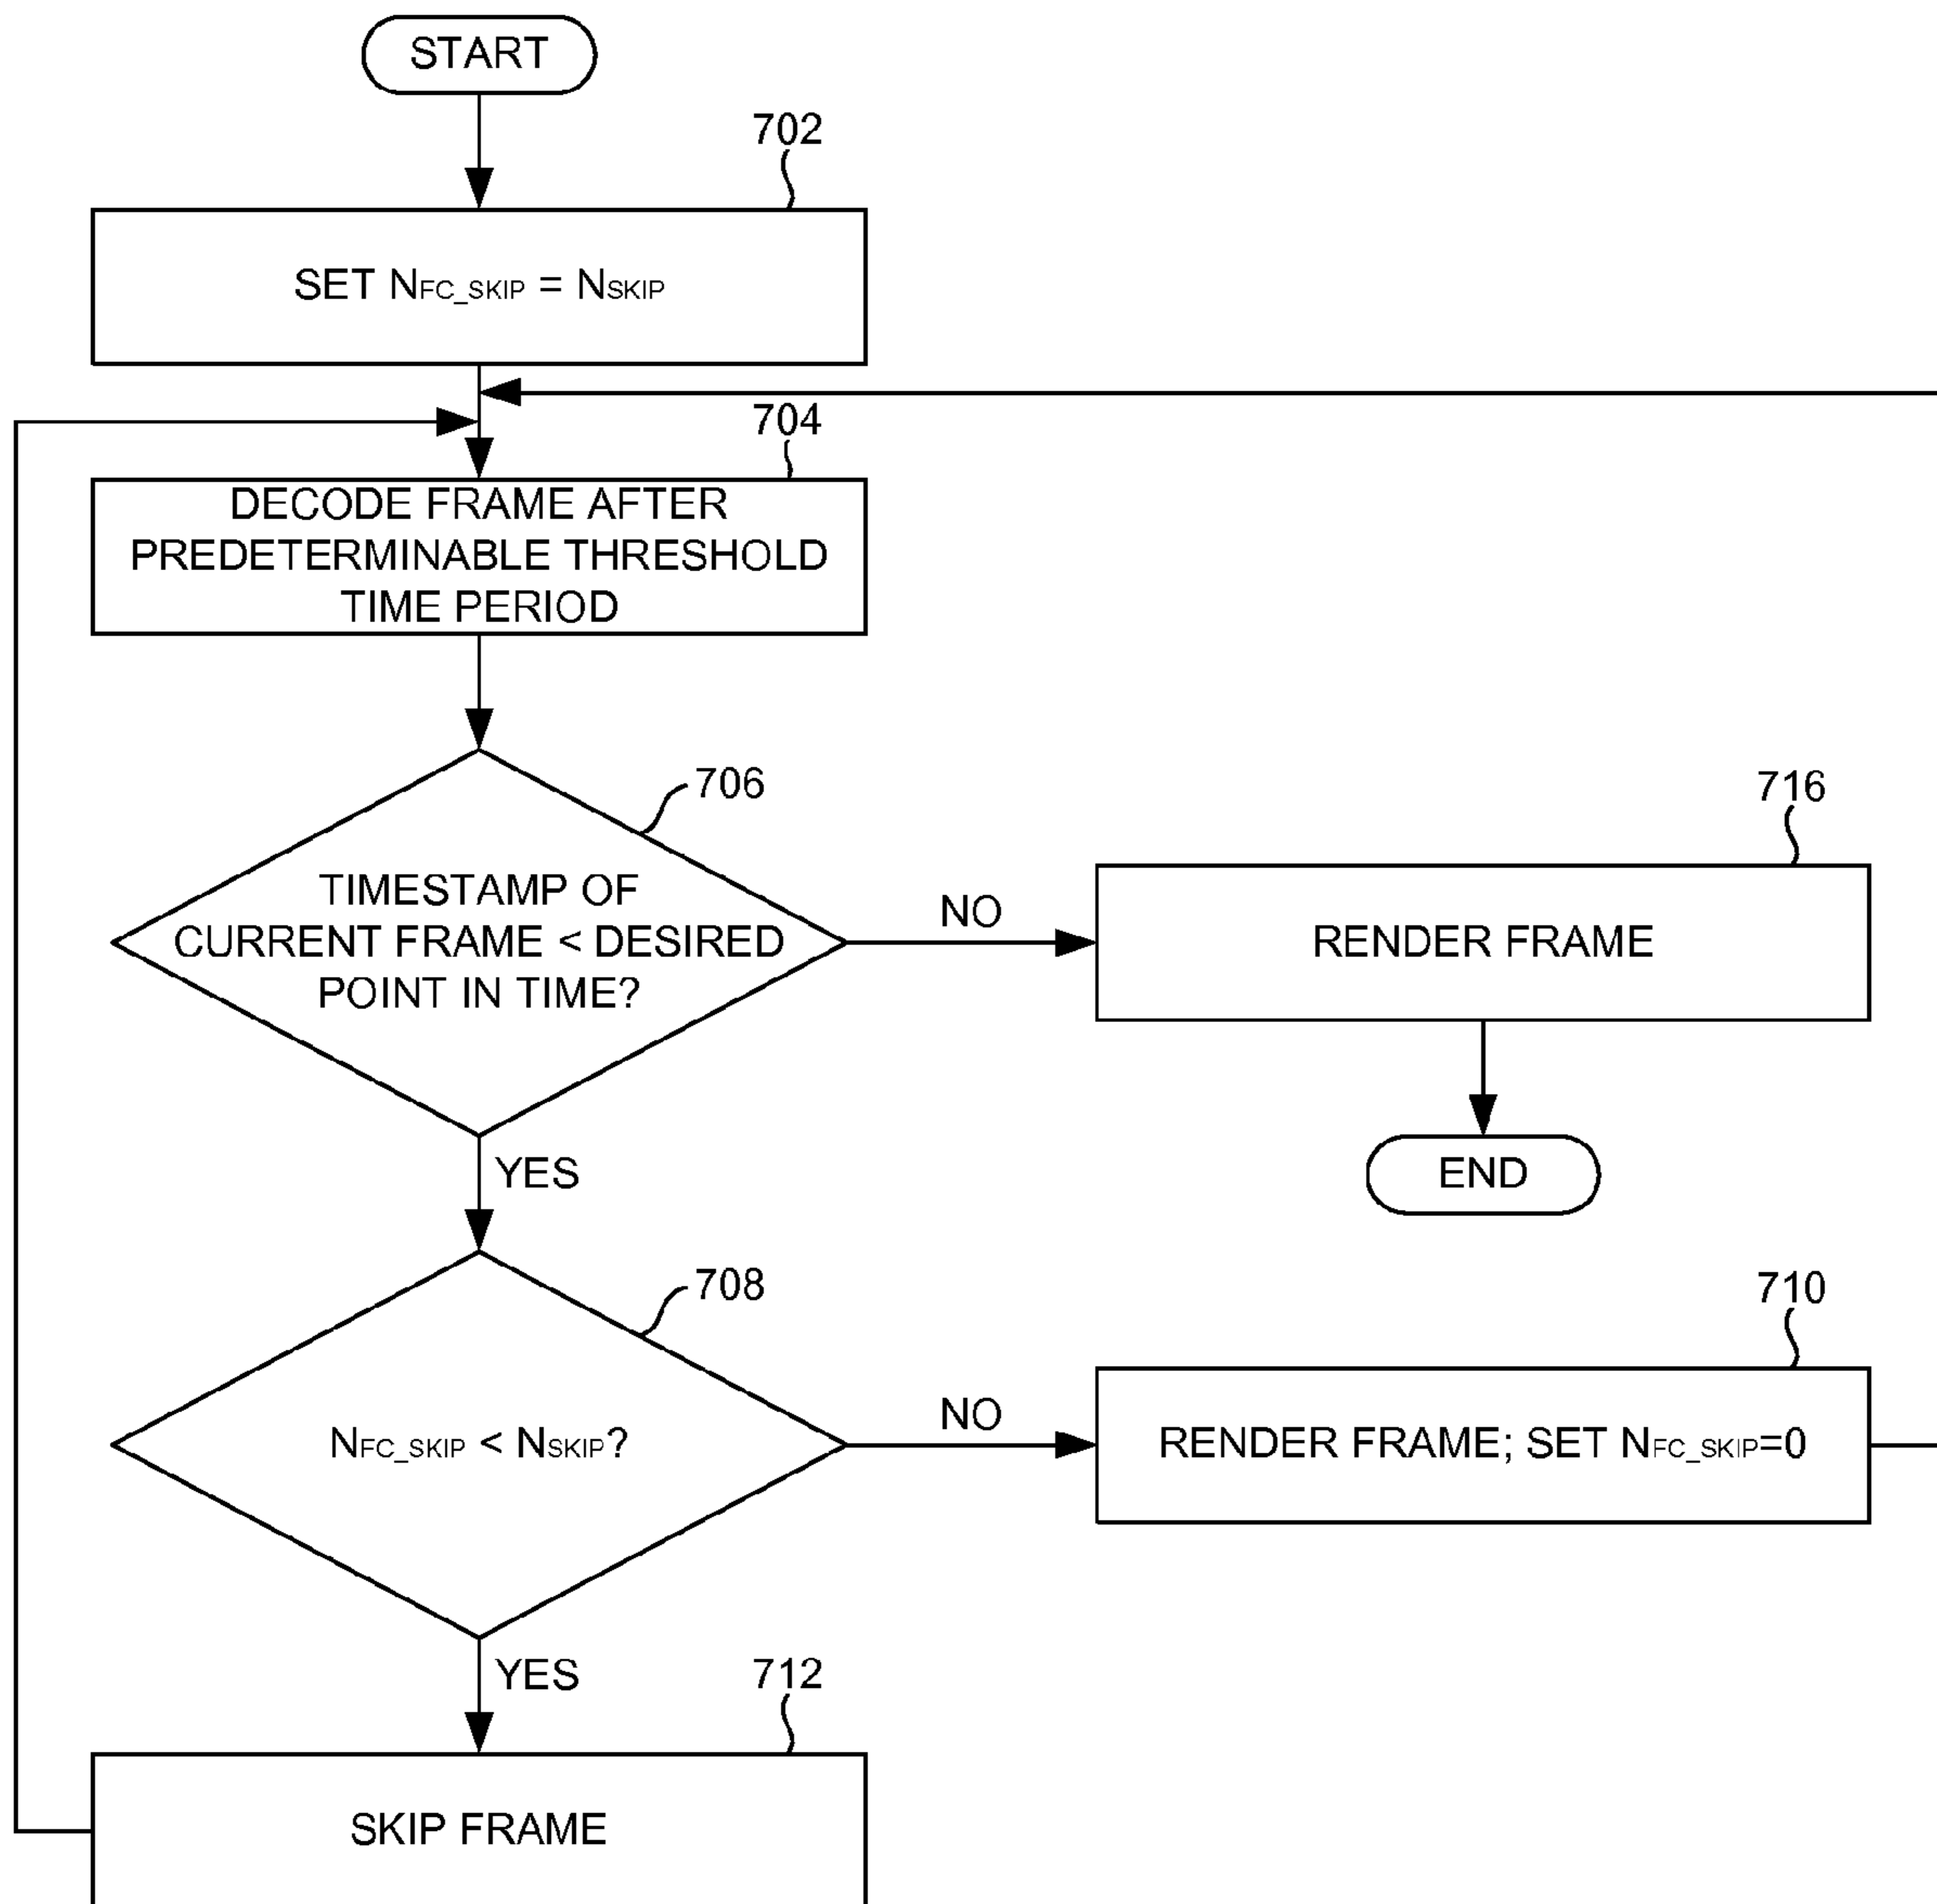 START
702
SET NFC_SKIP = NSKIP
704
DECODE FRAME AFTER
PREDETERMINABLE THRESHOLD
TIME PERIOD
706
TIMESTAMP OF
CURRENT FRAME < DESIRED
POINT IN TIME?
NO
716
RENDER FRAME
YES
END
708
NFC_SKIP < NSKIP?
NO
710
RENDER FRAME; SET NFC_SKIP=0
YES
712
SKIP FRAME